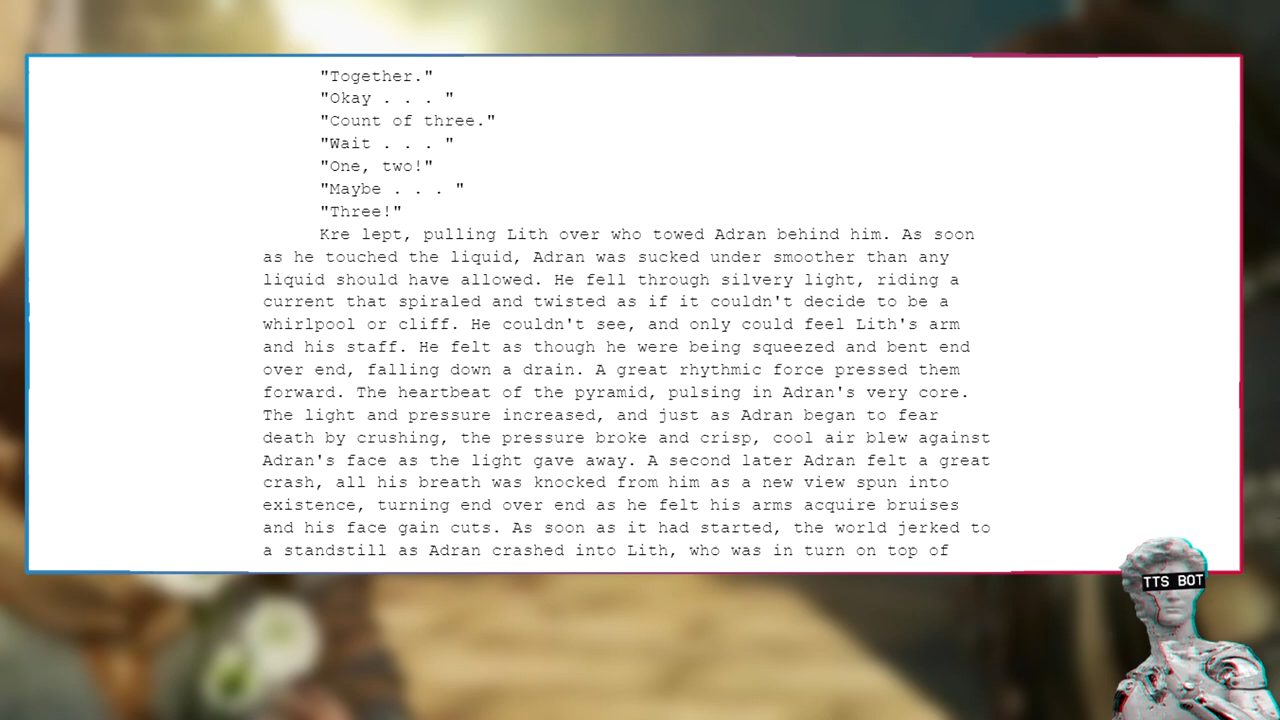 "Together."
"Okay . . . "
"Count of three."
"Wait . . . "
"One, two!"
"Maybe . . . "
"Three!"
Kre lept, pulling Lith over who towed Adran behind him. As soon
as he touched the liquid, Adran was sucked under smoother than any
liquid should have allowed. He fell through silvery light, riding a
current that spiraled and twisted as if it couldn't decide to be a
whirlpool or cliff. He couldn't see, and only could feel Lith's arm
and his staff. He felt as though he were being squeezed and bent end
over end, falling down a drain. A great rhythmic force pressed them
forward. The heartbeat of the pyramid, pulsing in Adran's very core.
The light and pressure increased, and just as Adran began to fear
death by crushing, the pressure broke and crisp, cool air blew against
Adran's face as the light gave away. A second later Adran felt a great
crash, all his breath was knocked from him as a new view spun into
existence, turning end over end as he felt his arms acquire bruises
and his face gain cuts. As soon as it had started, the world jerked to
a standstill as Adran crashed into Lith, who was in turn on top of
TTS BOT